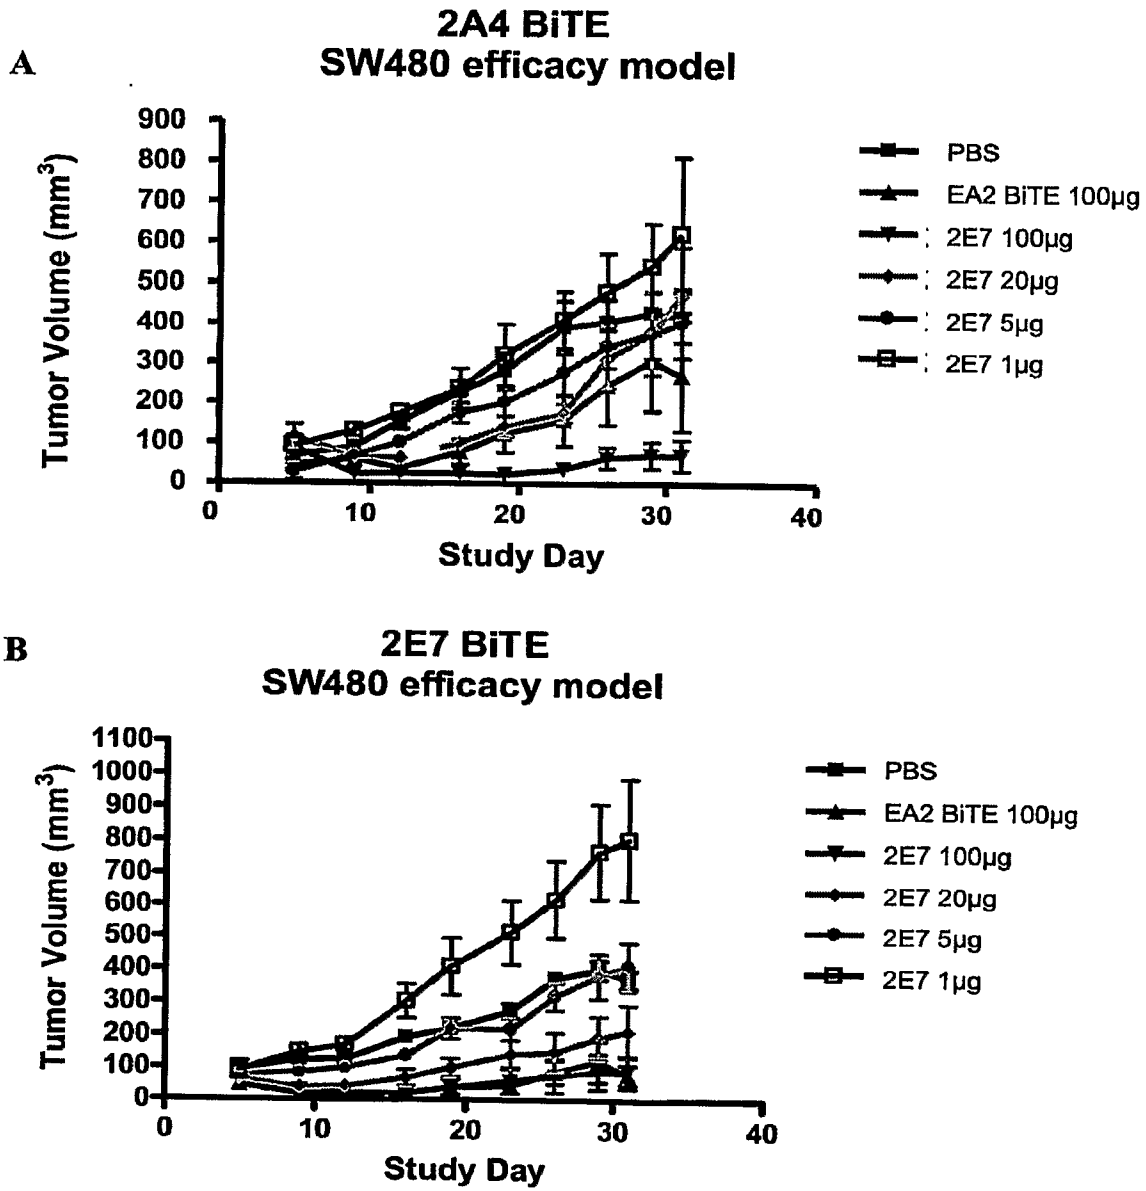 A
2A4 BiTE
SW480 efficacy model
900
800
700
600
500
400
300
200
100
0
Tumor Volume (mm³)
0 10 20 30 40
Study Day
PBS
EA2 BiTE 100µg
: 2E7 100µg
: 2E7 20µg
: 2E7 5µg
: 2E7 1µg
B
2E7 BiTE
SW480 efficacy model
1100
1000
900
800
700
600
500
400
300
200
100
0
Tumor Volume (mm³)
0 10 20 30 40
Study Day
PBS
EA2 BiTE 100µg
2E7 100µg
2E7 20µg
2E7 5µg
2E7 1µg